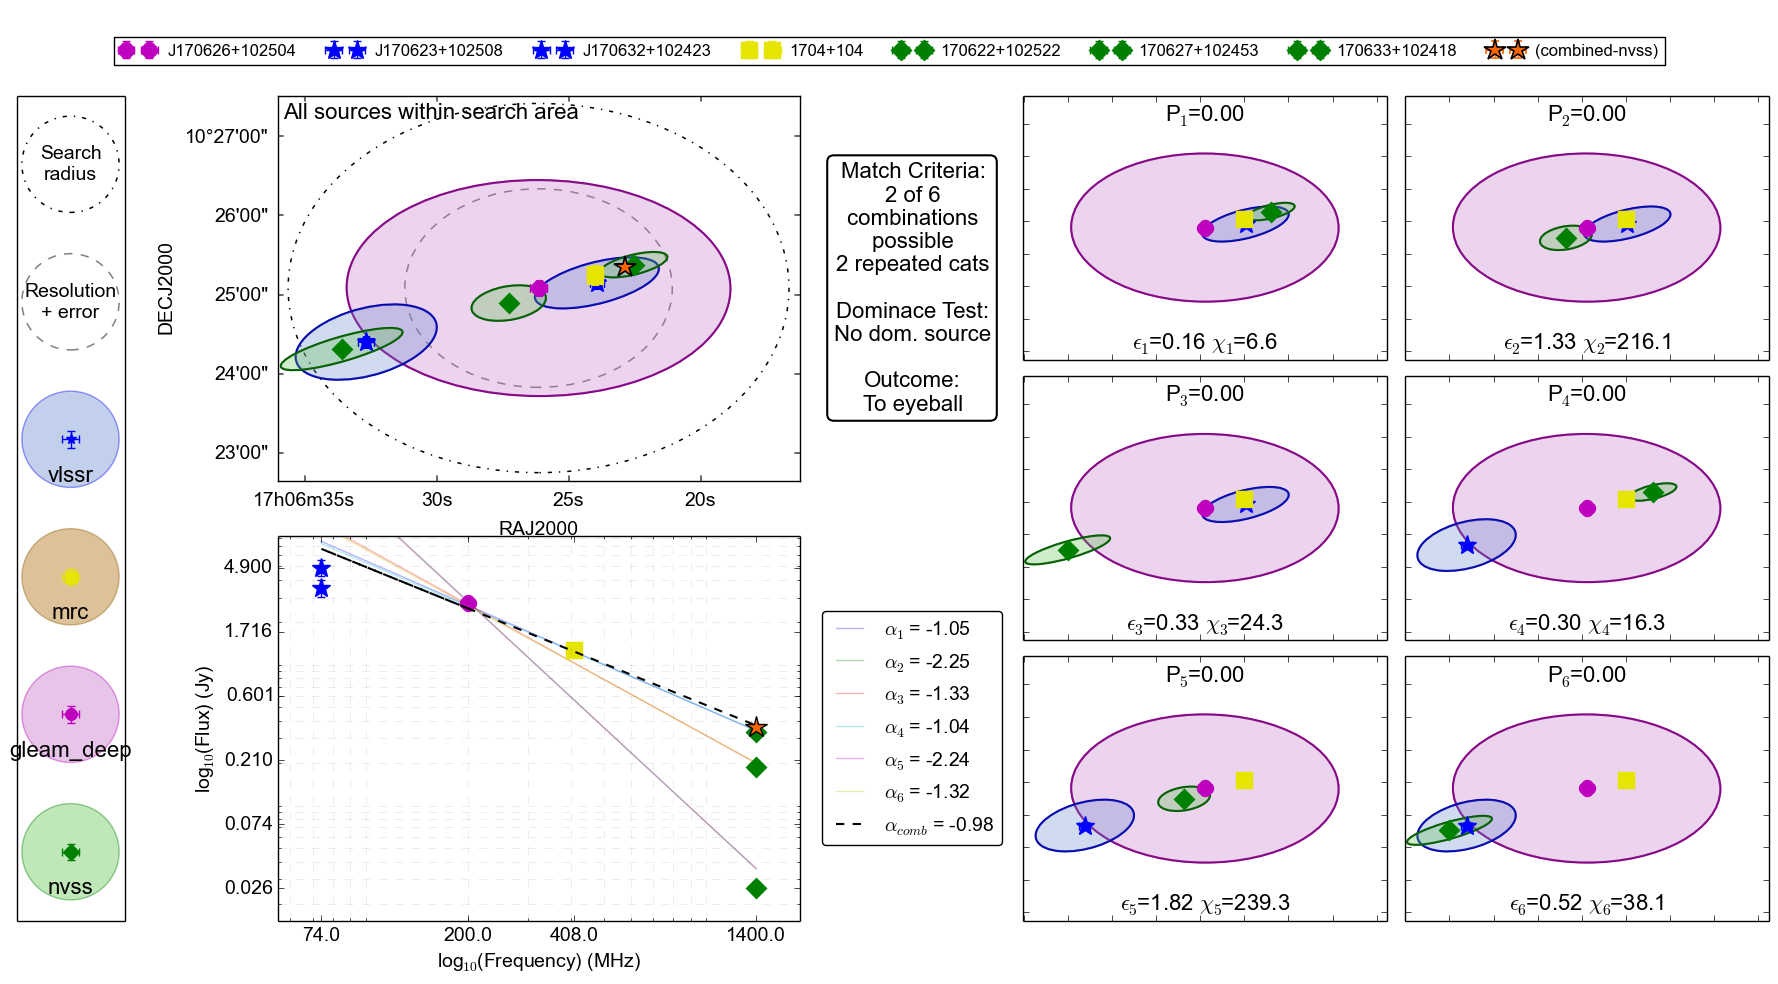 J170626+102504 J170623+102508 J170632+102423 1704+104 170622+102522 170627+102453 170633+102418 (combined-nvss)
Search
radius
Resolution
+ error
vlssr
mrc
gleam_deep
nvss
All sources within search area
DECJ2000
10°27'00"
26'00"
25'00"
24'00"
23'00"
17h06m35s 30s 25s 20s
RAJ2000
log10(Flux) (Jy)
4.900
1.716
0.601
0.210
0.074
0.026
74.0 200.0 408.0 1400.0
log10(Frequency) (MHz)
Match Criteria:
2 of 6
combinations
possible
2 repeated cats
Dominace Test:
No dom. source
Outcome:
To eyeball
α1 = -1.05
α2 = -2.25
α3 = -1.33
α4 = -1.04
α5 = -2.24
α6 = -1.32
αcomb = -0.98
P1=0.00
ϵ1=0.16 χ1=6.6
P2=0.00
ϵ2=1.33 χ2=216.1
P3=0.00
ϵ3=0.33 χ3=24.3
P4=0.00
ϵ4=0.30 χ4=16.3
P5=0.00
ϵ5=1.82 χ5=239.3
P6=0.00
ϵ6=0.52 χ6=38.1